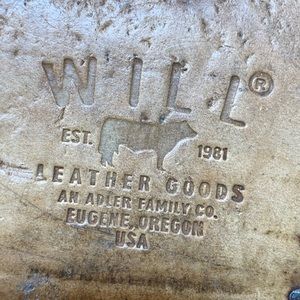 WILL®
EST. 1981
LEATHER GOODS
AN ADLER FAMILY CO.
EUGENE, OREGON
USA